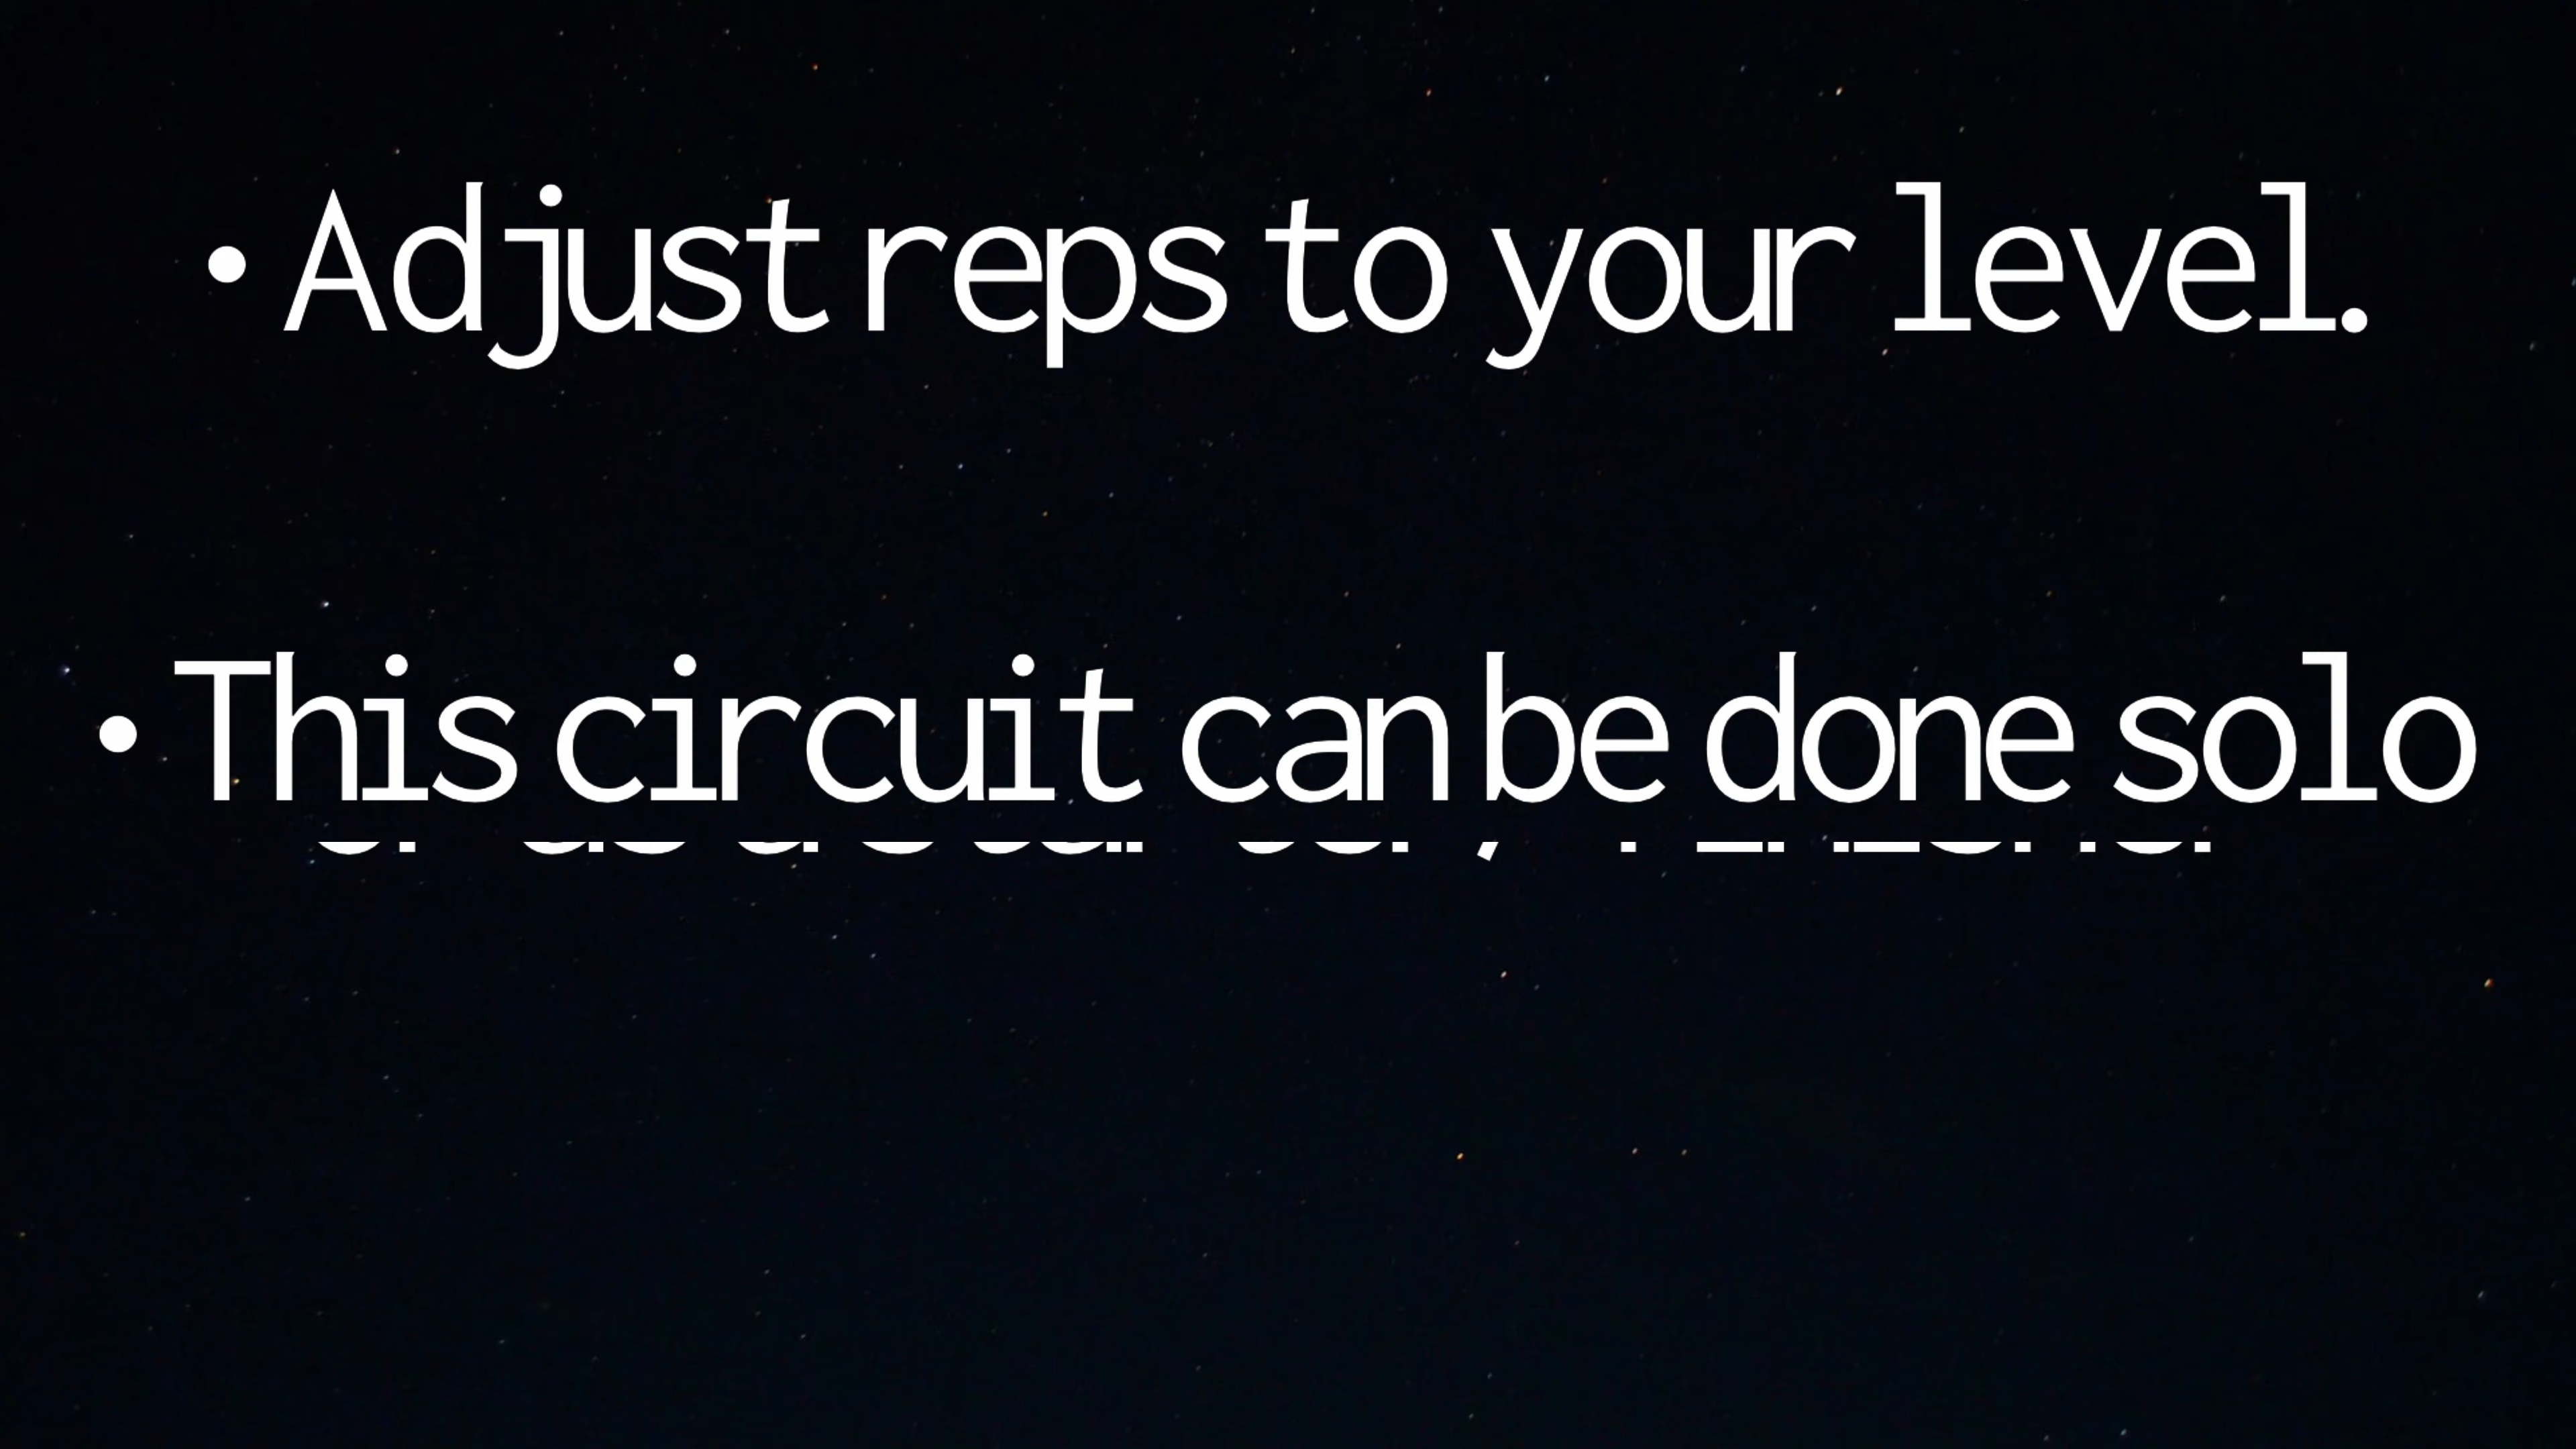 • Adjust reps to your level.
• This circuit can be done solo